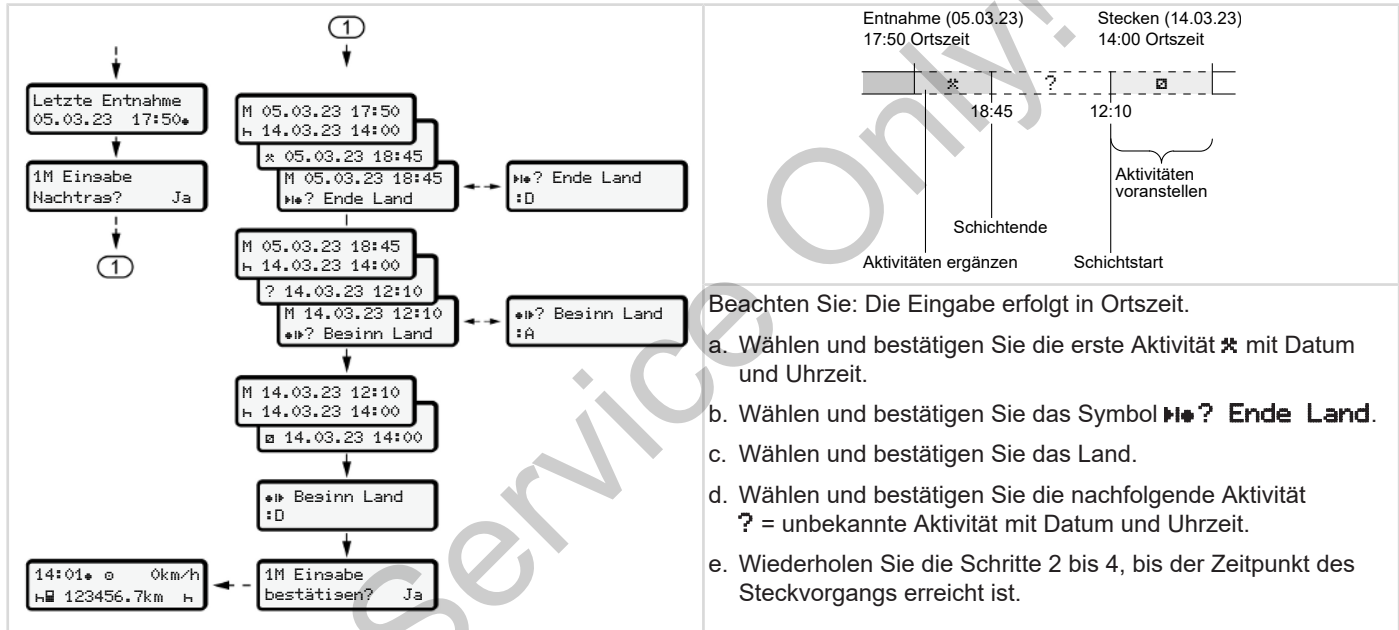 1
Letzte Entnahme
05.03.23 17:50●
1M Eingabe
Nachtrag? Ja
1
M 05.03.23 17:50
h 14.03.23 14:00
⚒ 05.03.23 18:45
M 05.03.23 18:45
▶I●? Ende Land
▶I●? Ende Land
:D
M 05.03.23 18:45
h 14.03.23 14:00
? 14.03.23 12:10
M 14.03.23 12:10
●I▶? Beginn Land
●I▶? Beginn Land
:A
M 14.03.23 12:10
h 14.03.23 14:00
14.03.23 14:00
●I▶ Beginn Land
:D
1M Eingabe
bestätigen? Ja
14:01● 0km/h
h 123456.7km h
Entnahme (05.03.23) Stecken (14.03.23)
17:50 Ortszeit 14:00 Ortszeit
⚒ ?
18:45 12:10
Aktivitäten
voranstellen
Schichtende
Aktivitäten ergänzen Schichtstart
Beachten Sie: Die Eingabe erfolgt in Ortszeit.
a. Wählen und bestätigen Sie die erste Aktivität ⚒ mit Datum
und Uhrzeit.
b. Wählen und bestätigen Sie das Symbol ▶I●? Ende Land.
c. Wählen und bestätigen Sie das Land.
d. Wählen und bestätigen Sie die nachfolgende Aktivität
? = unbekannte Aktivität mit Datum und Uhrzeit.
e. Wiederholen Sie die Schritte 2 bis 4, bis der Zeitpunkt des
Steckvorgangs erreicht ist.
Service Only!